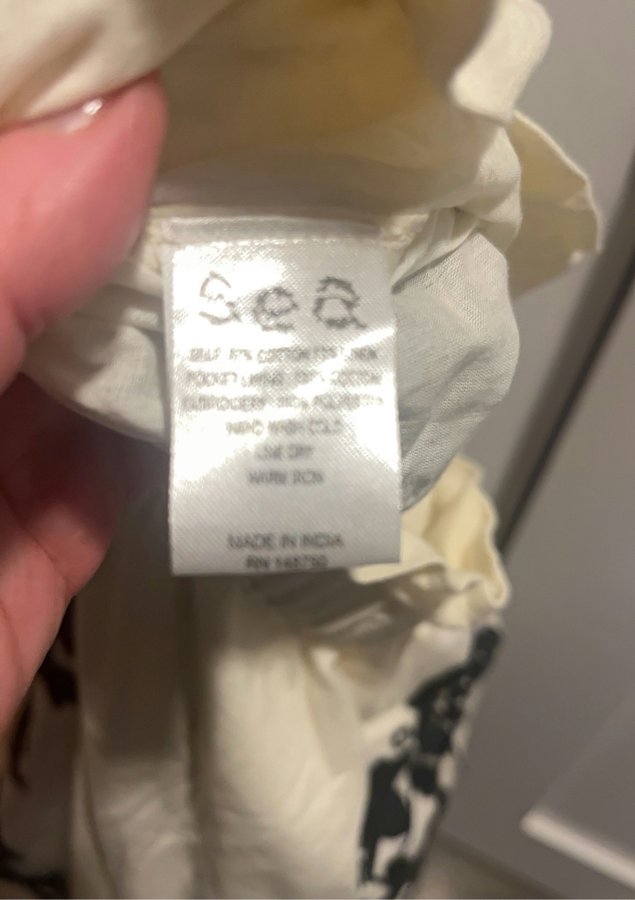 Sea
COTTON LINEN
POCKET LINING COTTON
EMBROIDERY 100% POLYESTER
HAND WASH COLD
LINE DRY
WARM IRON
MADE IN INDIA
RN